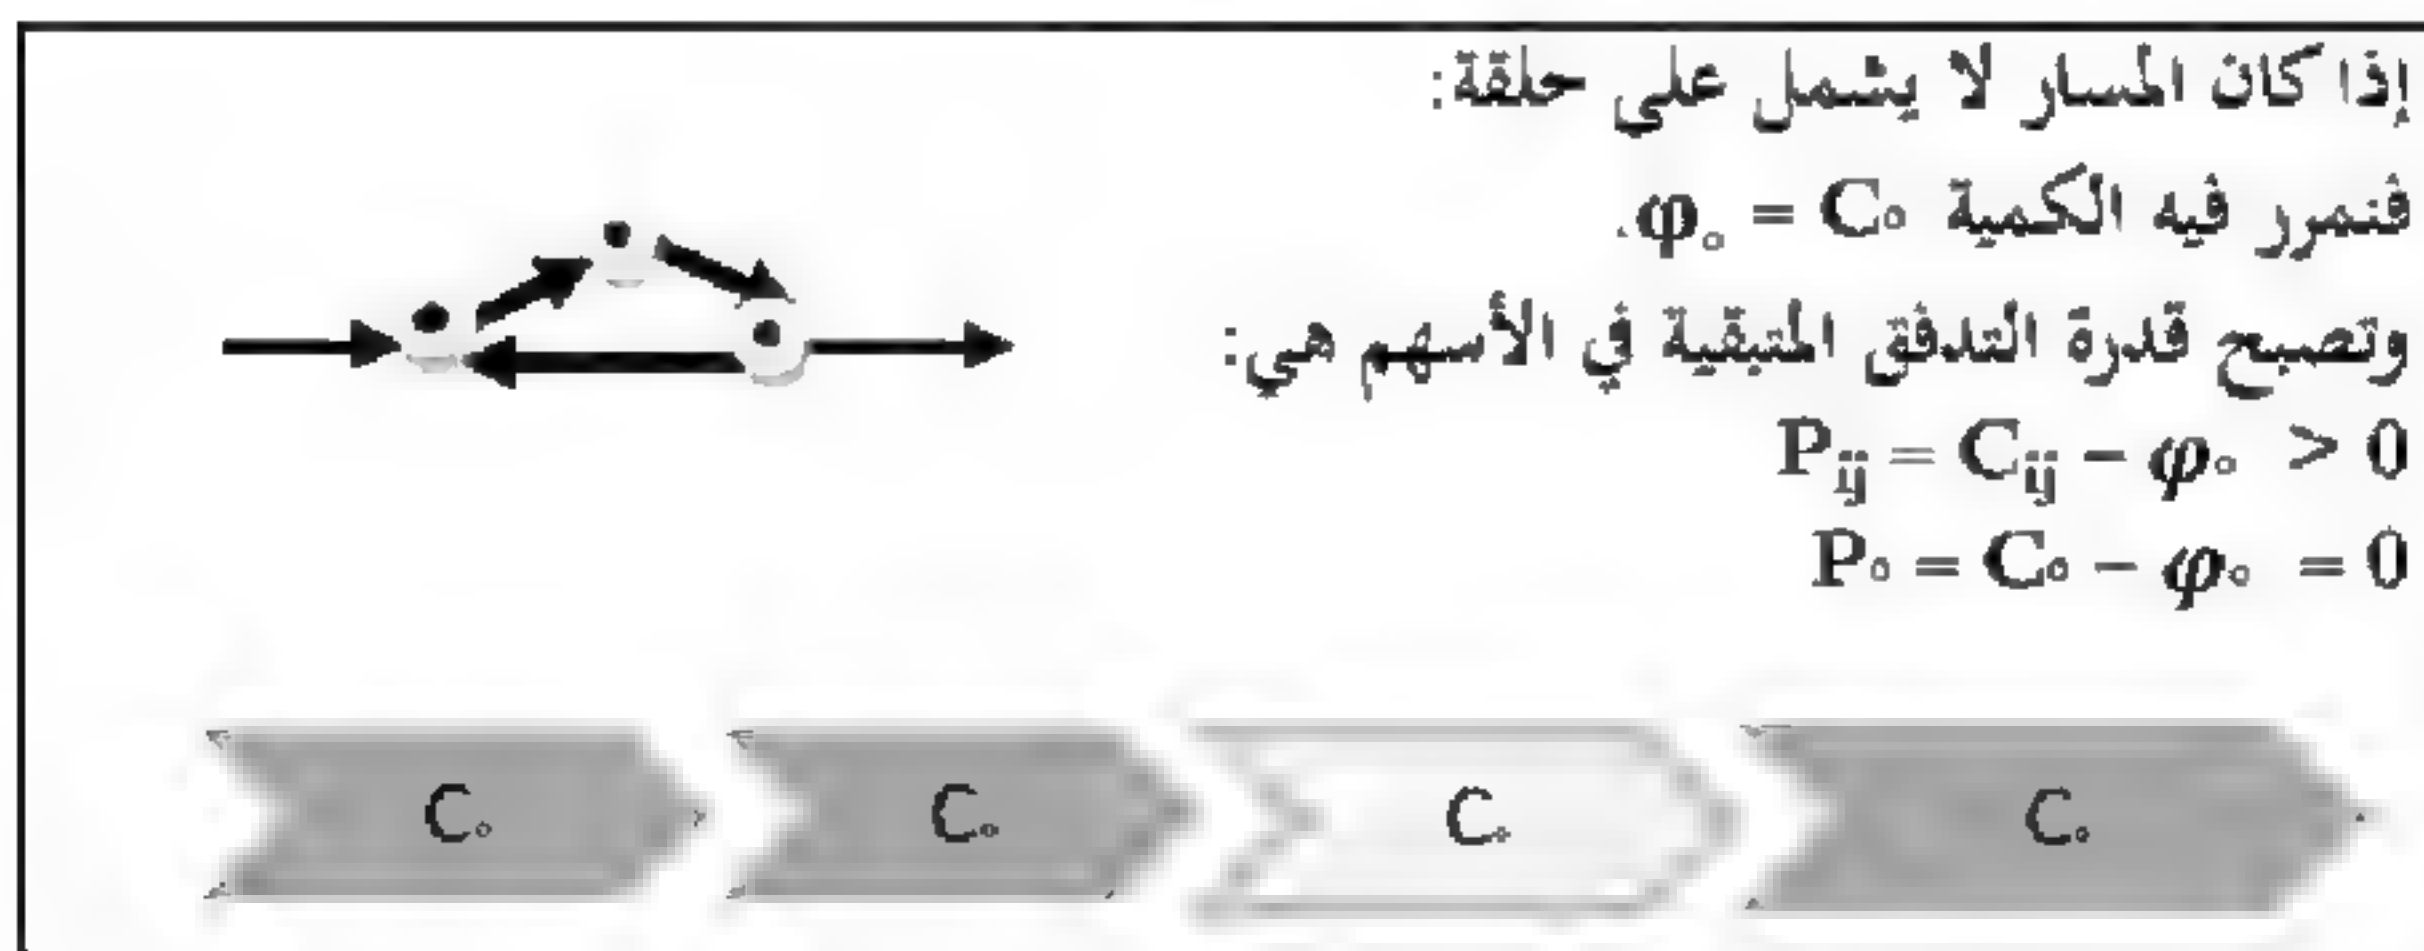 إذا كان المسار لا يشمل على حلقة:
فنمرر فيه الكمية φ₀ = C₀.
وتصبح قدرة التدفق المتبقية في الأسهم هي:
Pᵢⱼ = Cᵢⱼ − φ₀ > 0
P₀ = C₀ − φ₀ = 0
C₀ C₀ C₀ C₀